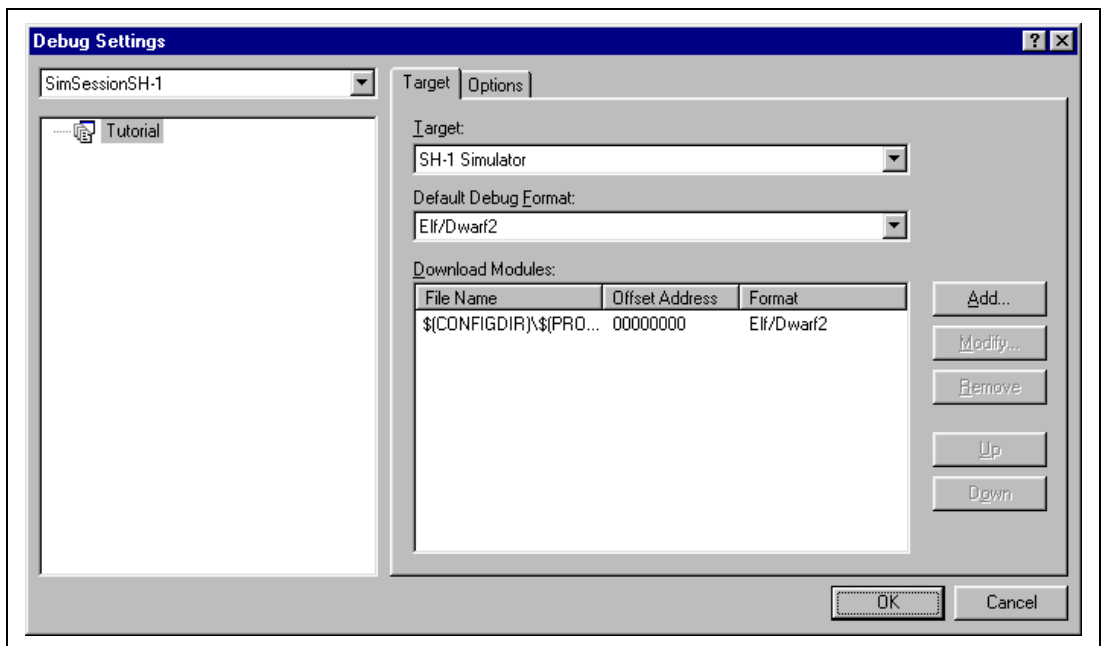 Debug Settings
SimSessionSH-1
Tutorial
Target Options
Target:
SH-1 Simulator
Default Debug Format:
Elf/Dwarf2
Download Modules:
File Name Offset Address Format
$(CONFIGDIR)\$(PRO... 00000000 Elf/Dwarf2
Add...
Modify...
Remove
Up
Down
OK Cancel